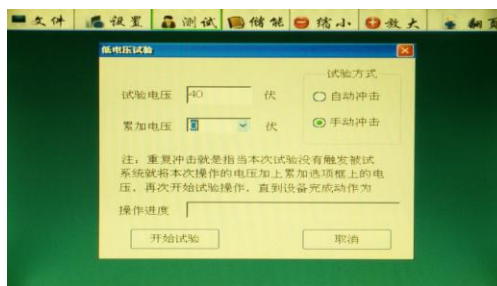 文件 设置 测试 储能 缩小 放大 翻页
低电压试验
试验方式
试验电压 40 伏
自动冲击
累加电压 0 伏
手动冲击
注：重复冲击就是指当本次试验没有触发被试
系统就将本次操作的电压加上累加选项框上的电
压，再次开始试验操作，直到设备完成动作为
操作进度
开始试验 取消